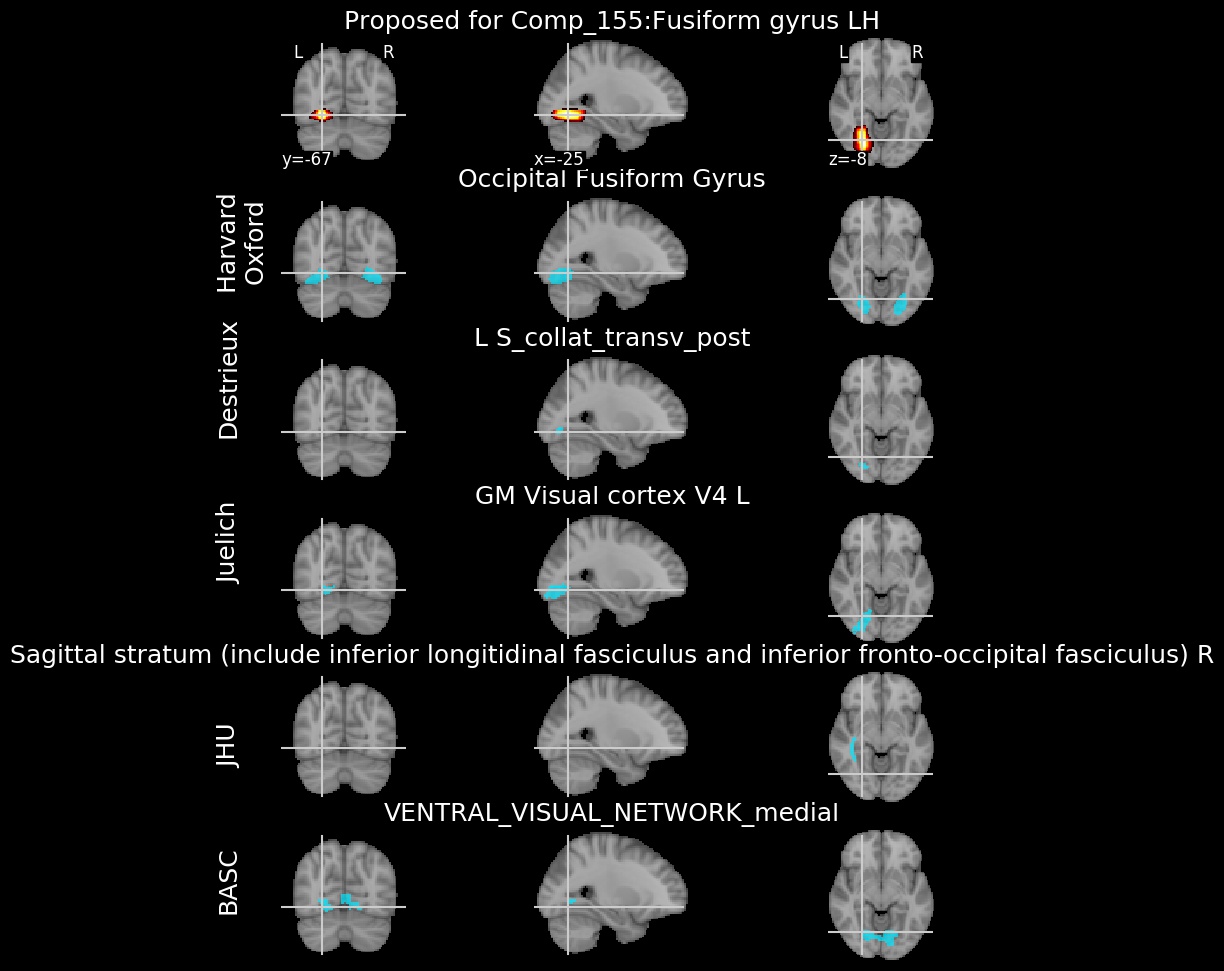 Proposed for Comp_155:Fusiform gyrus LH
L R L R
y=-67 x=-25 z=-8
Occipital Fusiform Gyrus
Harvard
Oxford
L S_collat_transv_post
Destrieux
GM Visual cortex V4 L
Juelich
Sagittal stratum (include inferior longitidinal fasciculus and inferior fronto-occipital fasciculus) R
JHU
VENTRAL_VISUAL_NETWORK_medial
BASC